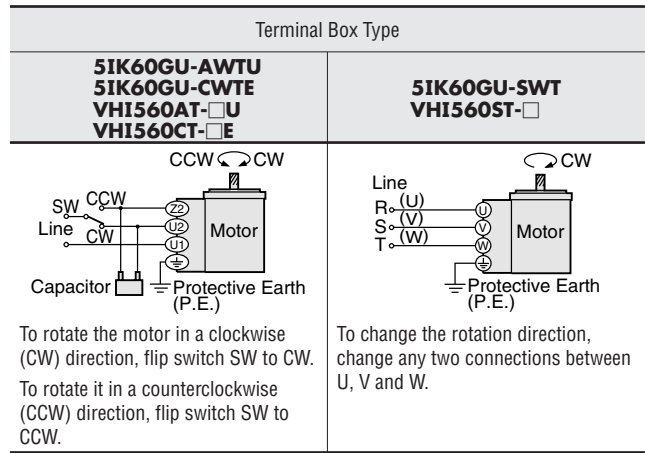 Terminal Box Type
5IK60GU-AWTU
5IK60GU-CWTE
VHI560AT-□U
VHI560CT-□E
5IK60GU-SWT
VHI560ST-□
CCW CW
SW CCW
Line CW
Z2
U2
U1
Motor
Capacitor
Protective Earth
(P.E.)
To rotate the motor in a clockwise
(CW) direction, flip switch SW to CW.
To rotate it in a counterclockwise
(CCW) direction, flip switch SW to
CCW.
CW
Line
R (U)
S (V)
T (W)
U
V
W
Motor
Protective Earth
(P.E.)
To change the rotation direction,
change any two connections between
U, V and W.